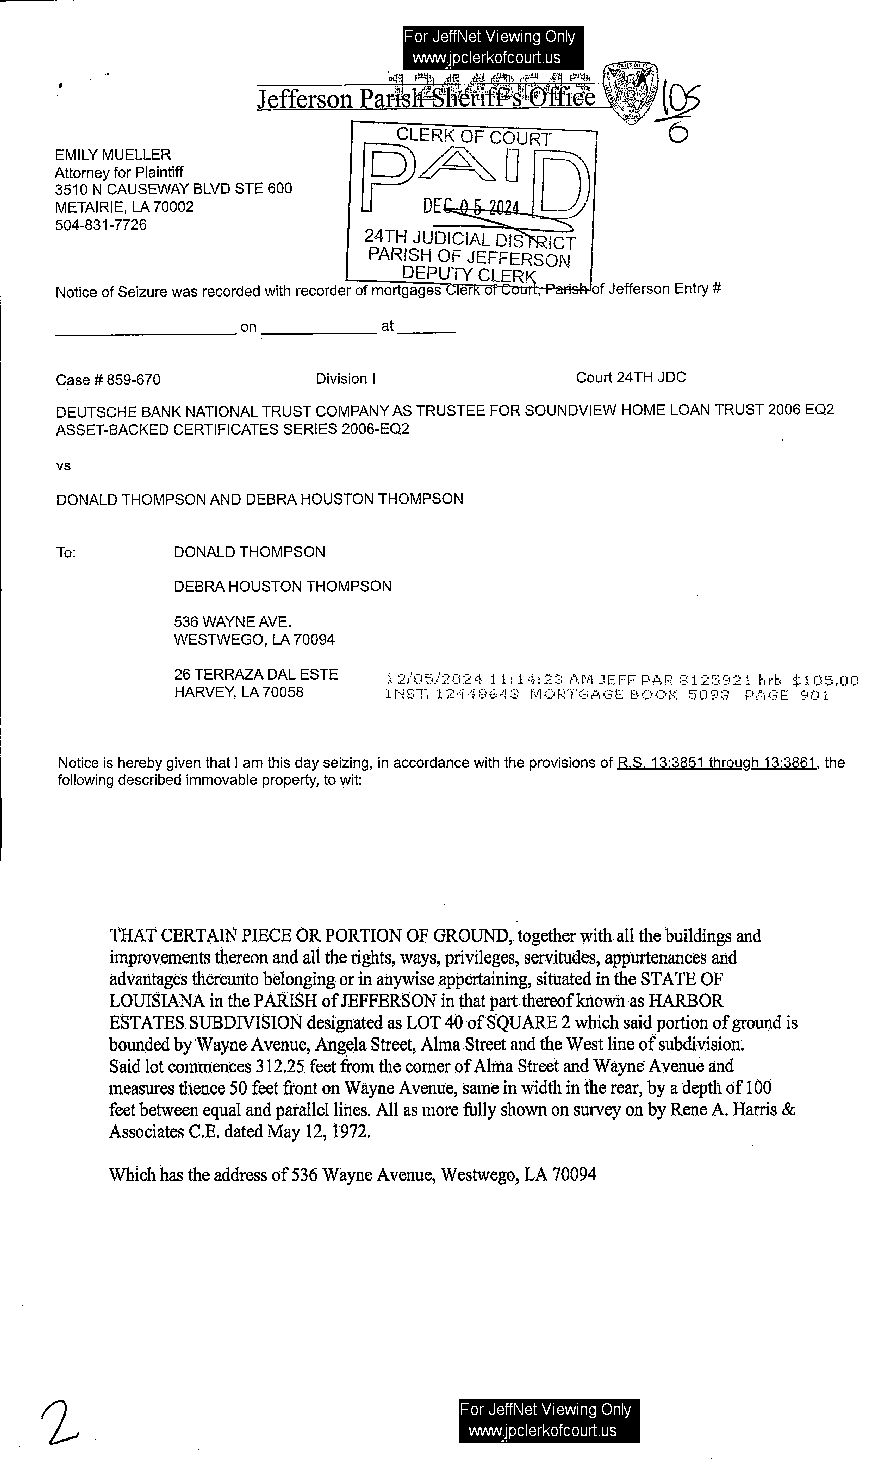 For JeffNet Viewing Only
www.jpclerkofcourt.us
Jefferson Parish Sheriff's Office
105
6
CLERK OF COURT
PAID
DEC 05 2024
24TH JUDICIAL DISTRICT
PARISH OF JEFFERSON
DEPUTY CLERK
EMILY MUELLER
Attorney for Plaintiff
3510 N CAUSEWAY BLVD STE 600
METAIRIE, LA 70002
504-831-7726
Notice of Seizure was recorded with recorder of mortgages Clerk of Court, Parish of Jefferson Entry #
on at
Case # 859-670 Division I Court 24TH JDC
DEUTSCHE BANK NATIONAL TRUST COMPANY AS TRUSTEE FOR SOUNDVIEW HOME LOAN TRUST 2006 EQ2
ASSET-BACKED CERTIFICATES SERIES 2006-EQ2
vs
DONALD THOMPSON AND DEBRA HOUSTON THOMPSON
To: DONALD THOMPSON
DEBRA HOUSTON THOMPSON
536 WAYNE AVE.
WESTWEGO, LA 70094
26 TERRAZA DAL ESTE
HARVEY, LA 70058
12/05/2024 11:14:23 AM JEFF PAR 8123921 hrb $105.00
INST. 12449643 MORTGAGE BOOK 5093 PAGE 901
Notice is hereby given that I am this day seizing, in accordance with the provisions of R.S. 13:3851 through 13:3861, the
following described immovable property, to wit:
THAT CERTAIN PIECE OR PORTION OF GROUND, together with all the buildings and
improvements thereon and all the rights, ways, privileges, servitudes, appurtenances and
advantages thereunto belonging or in anywise appertaining, situated in the STATE OF
LOUISIANA in the PARISH of JEFFERSON in that part thereof known as HARBOR
ESTATES SUBDIVISION designated as LOT 40 of SQUARE 2 which said portion of ground is
bounded by Wayne Avenue, Angela Street, Alma Street and the West line of subdivision.
Said lot commences 312.25 feet from the corner of Alma Street and Wayne Avenue and
measures thence 50 feet front on Wayne Avenue, same in width in the rear, by a depth of 100
feet between equal and parallel lines. All as more fully shown on survey on by Rene A. Harris &
Associates C.E. dated May 12, 1972.
Which has the address of 536 Wayne Avenue, Westwego, LA 70094
2
For JeffNet Viewing Only
www.jpclerkofcourt.us